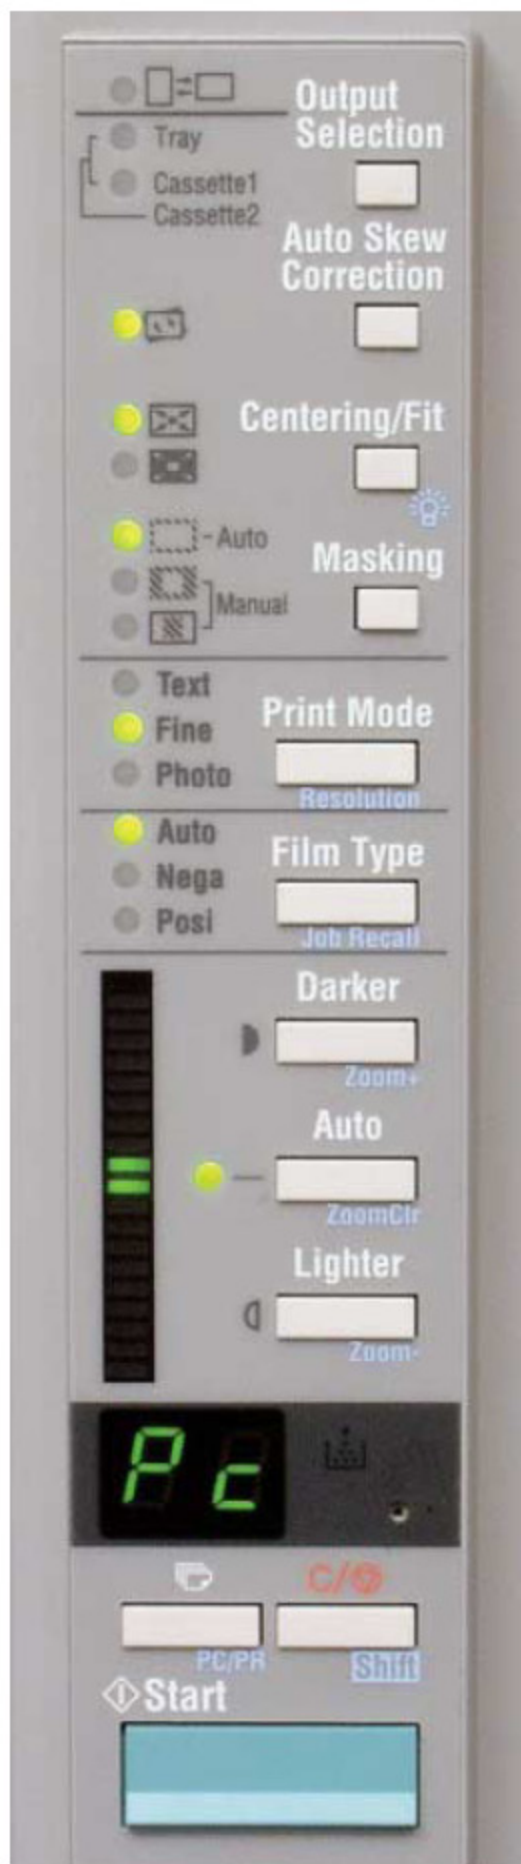 Output
Selection
Tray
Cassette1
Cassette2
Auto Skew
Correction
Centering/Fit
Auto
Masking
Manual
Text
Print Mode
Fine
Photo
Resolution
Auto
Film Type
Nega
Posi
Job Recall
Darker
Zoom+
Auto
ZoomClr
Lighter
Zoom-
Pc
C/
PC/PR
Shift
Start